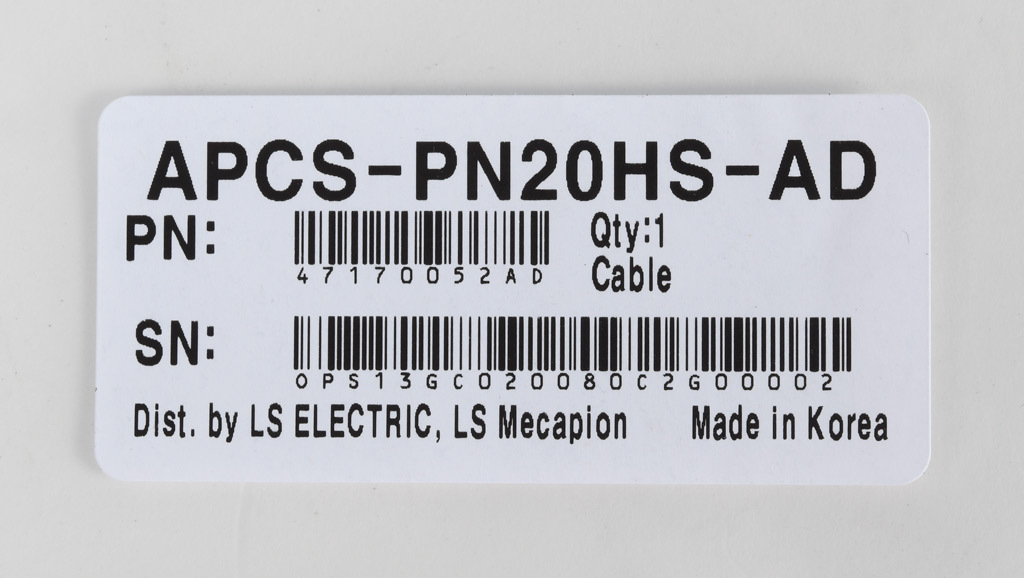 APCS-PN20HS-AD
PN: 47170052AD Qty:1
Cable
SN: 0PS13GC020080C2G00002
Dist. by LS ELECTRIC, LS Mecapion Made in Korea